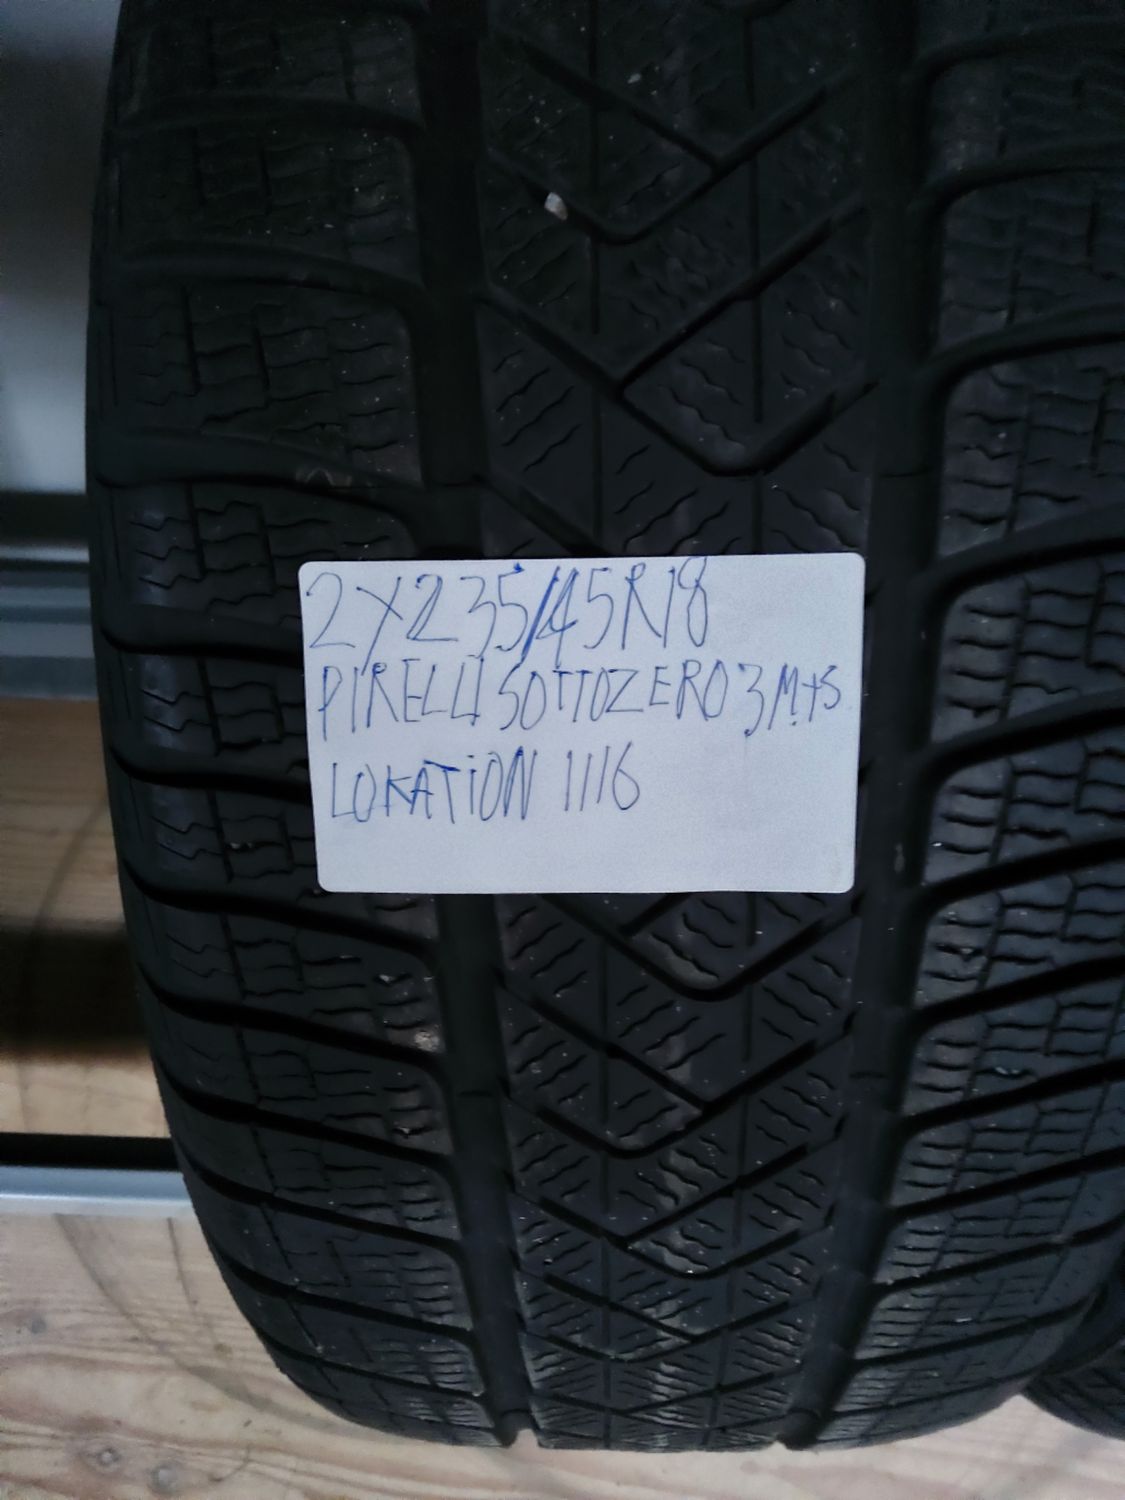 2X235/45R18
PIRELLI SOTTOZERO 3 M+S
LOKATION 1116